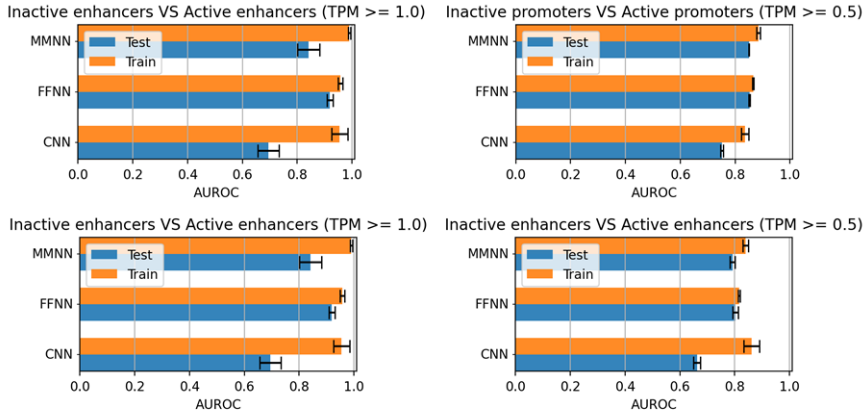 Inactive enhancers VS Active enhancers (TPM >= 1.0)
MMNN
FFNN
CNN
Test
Train
0.0 0.2 0.4 0.6 0.8 1.0
AUROC
Inactive promoters VS Active promoters (TPM >= 0.5)
MMNN
FFNN
CNN
Test
Train
0.0 0.2 0.4 0.6 0.8 1.0
AUROC
Inactive enhancers VS Active enhancers (TPM >= 1.0)
MMNN
FFNN
CNN
Test
Train
0.0 0.2 0.4 0.6 0.8 1.0
AUROC
Inactive enhancers VS Active enhancers (TPM >= 0.5)
MMNN
FFNN
CNN
Test
Train
0.0 0.2 0.4 0.6 0.8 1.0
AUROC